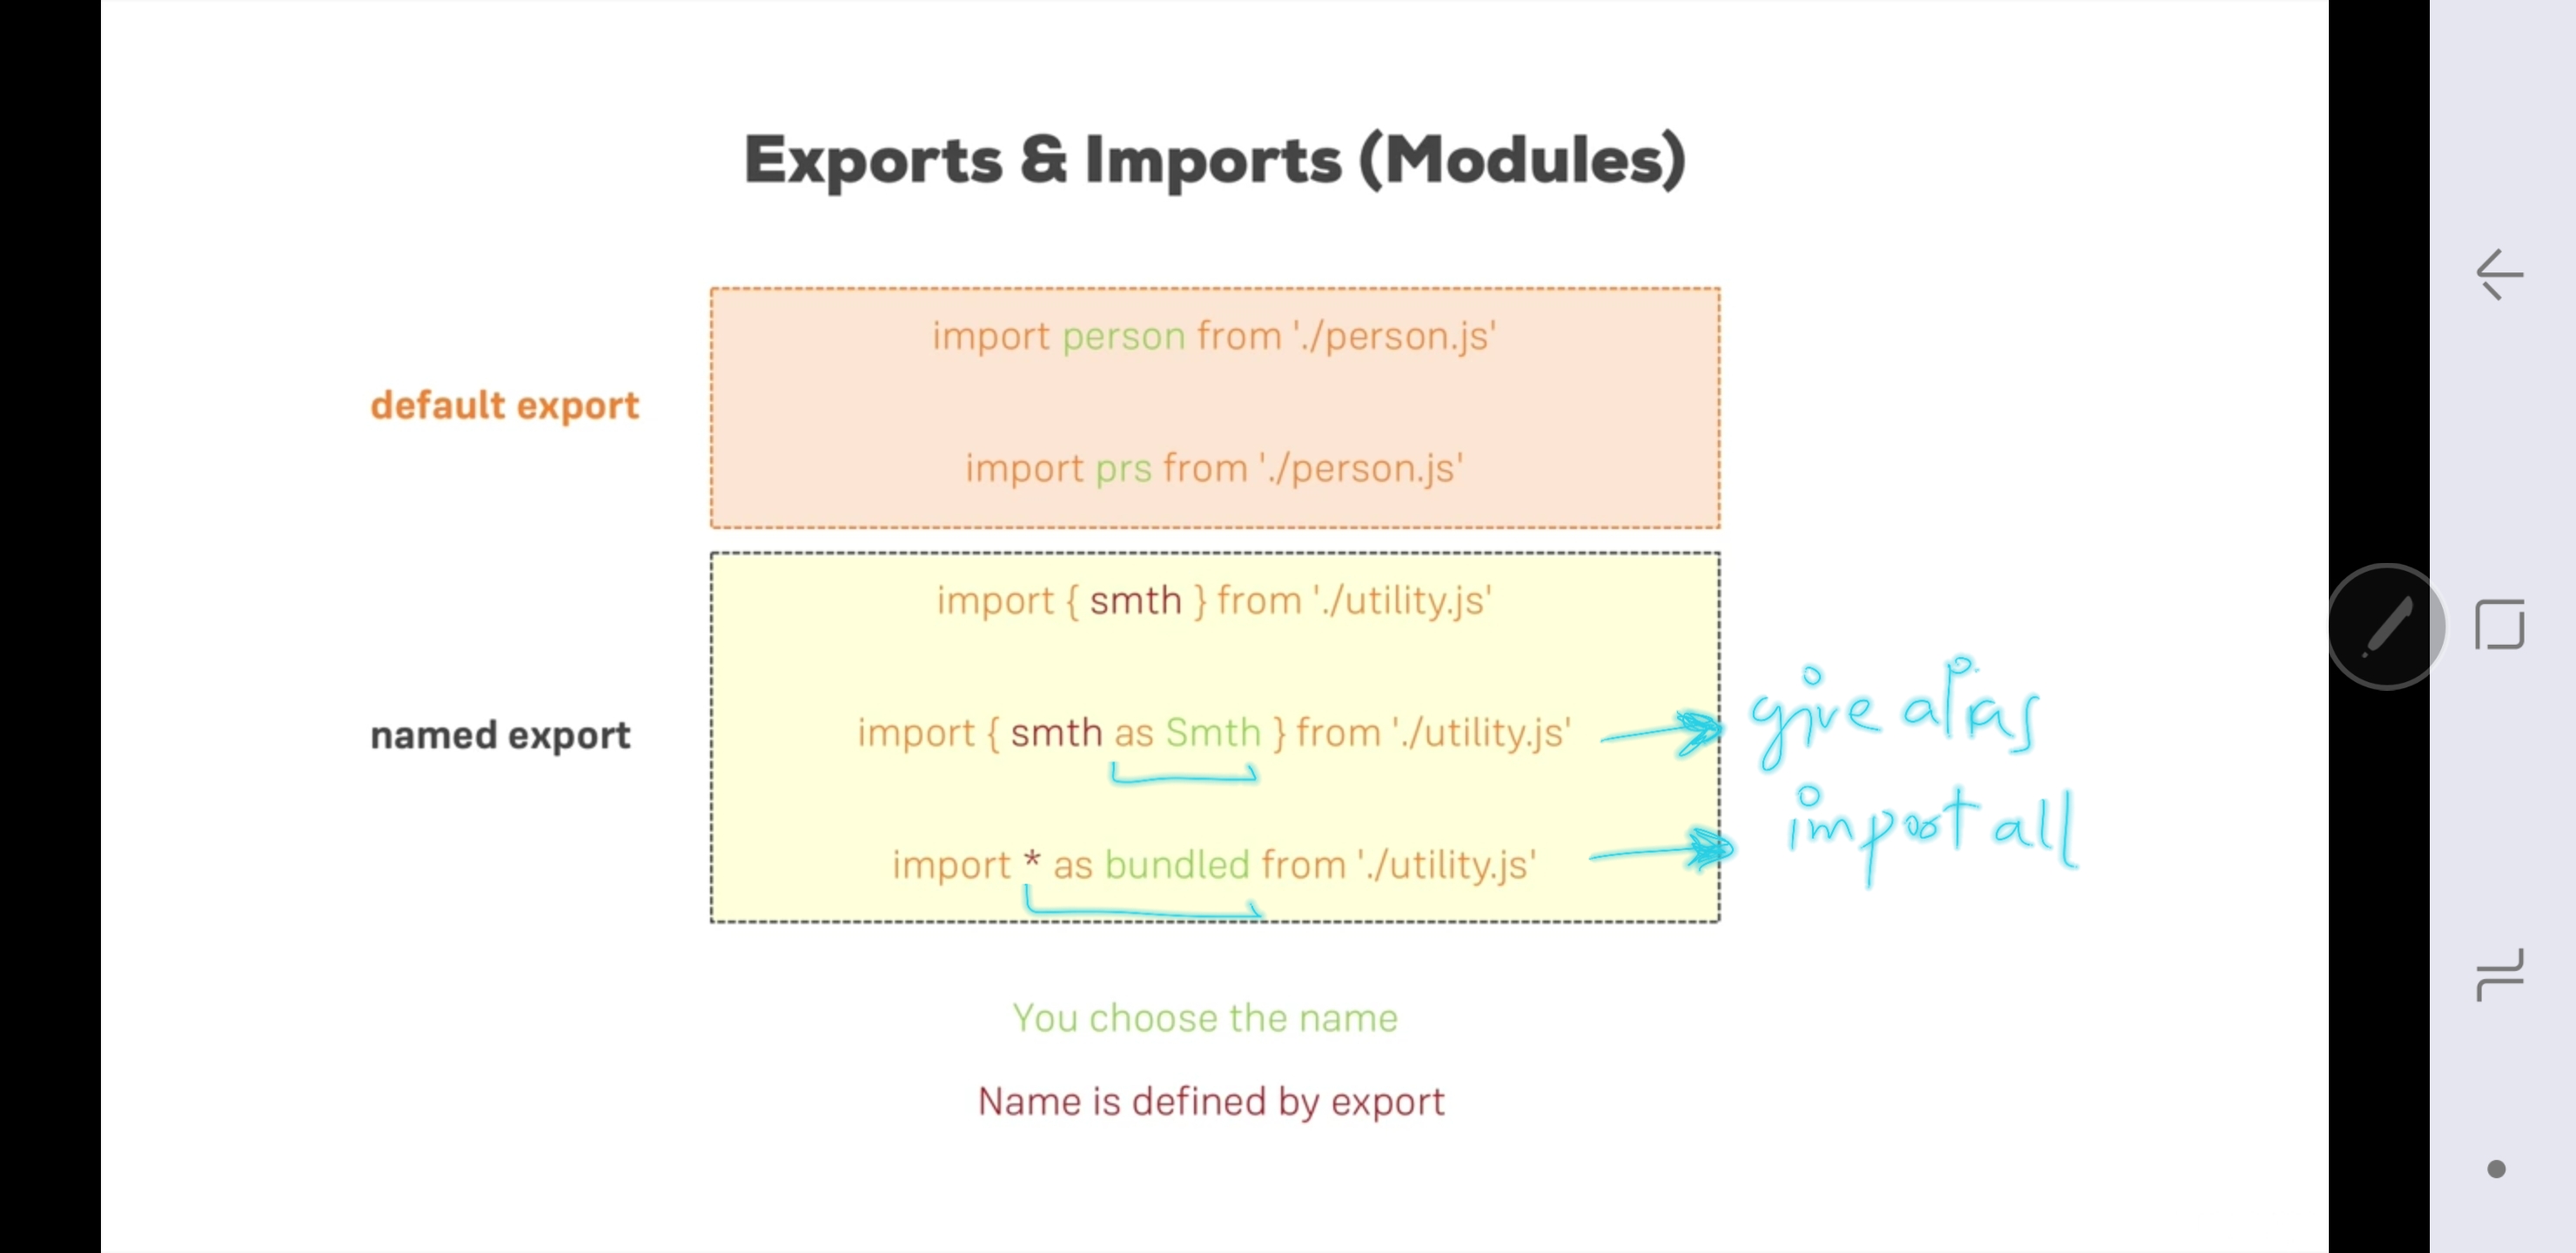 Exports & Imports (Modules)
default export
import person from './person.js'
import prs from './person.js'
named export
import { smth } from './utility.js'
import { smth as Smth } from './utility.js'
give alias
import * as bundled from './utility.js'
import all
You choose the name
Name is defined by export